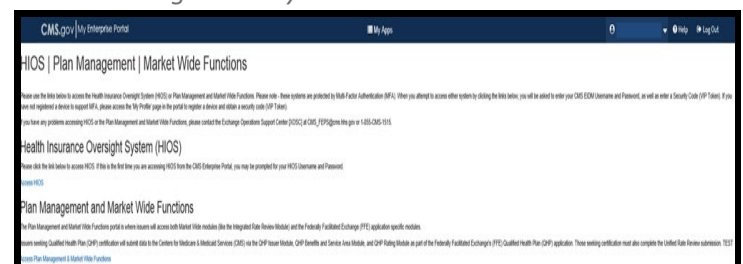 CMS.gov My Enterprise Portal My Apps Help Log Out
HIOS | Plan Management | Market Wide Functions
Please use the links below to access the Health Insurance Oversight System (HIOS) or Plan Management and Market Wide Functions. Please note - these systems are protected by Multi-Factor Authentication (MFA). When you attempt to access either system by clicking the links below, you will be asked to enter your CMS EIDM Username and Password, as well as enter a Security Code (VIP Token). If you
have not registered a device to support MFA, please access the 'My Profile' page in the portal to register a device and obtain a security code (VIP Token).
If you have any problems accessing HIOS or the Plan Management and Market Wide Functions, please contact the Exchange Operations Support Center [XOSC] at CMS_FEPS@cms.hhs.gov or 1-855-CMS-1515.
Health Insurance Oversight System (HIOS)
Please click the link below to access HIOS. If this is the first time you are accessing HIOS from the CMS Enterprise Portal, you may be prompted for your HIOS Username and Password.
Access HIOS
Plan Management and Market Wide Functions
The Plan Management and Market Wide Functions portal is where issuers will access both Market Wide modules (like the Integrated Rate Review Module) and the Federally Facilitated Exchange (FFE) application specific modules.
Issuers seeking Qualified Health Plan (QHP) certification will submit data to the Centers for Medicare & Medicaid Services (CMS) via the QHP Issuer Module, QHP Benefits and Service Area Module, and QHP Rating Module as part of the Federally Facilitated Exchange's (FFE) Qualified Health Plan (QHP) application. Those seeking certification must also complete the Unified Rate Review submission. TEST
Access Plan Management & Market Wide Functions